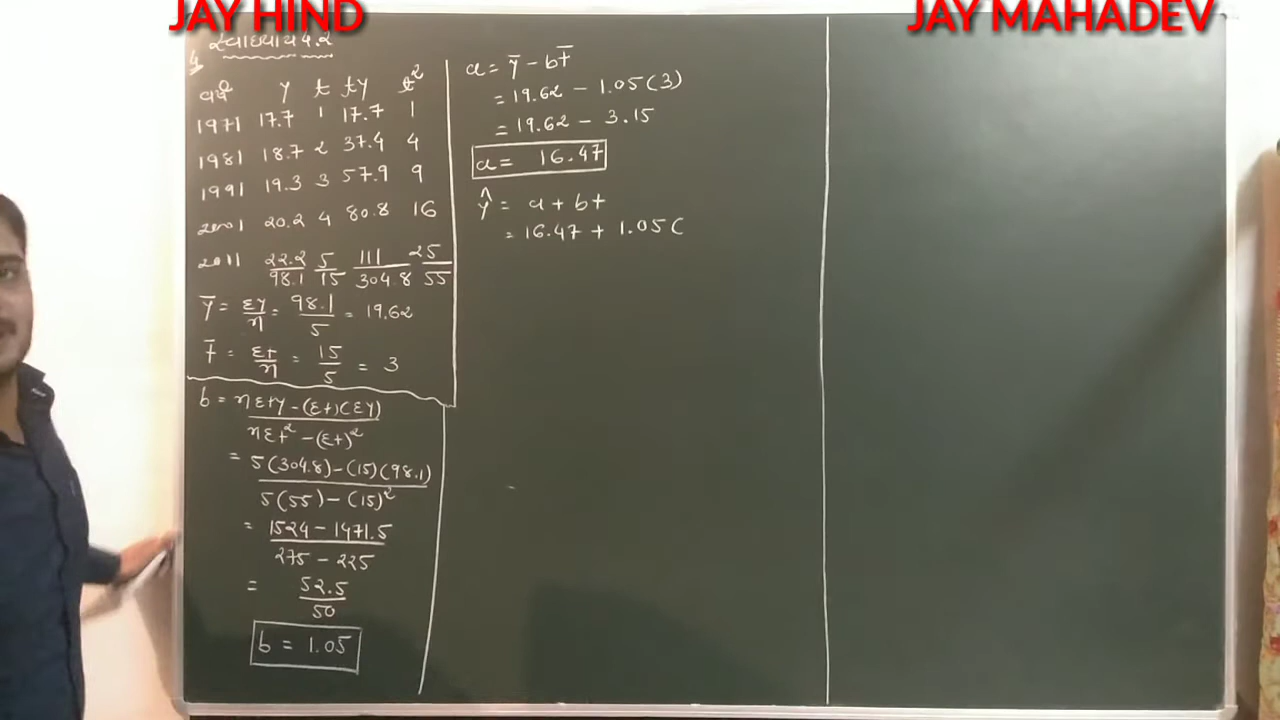 JAY HIND
JAY MAHADEV
સ્વાધ્યાય 4.2
4
વર્ષ y t ty t²
1971 17.7 1 17.7 1
1981 18.7 2 37.4 4
1991 19.3 3 57.9 9
2001 20.2 4 80.8 16
2011 22.2 5 111 25
98.1 15 304.8 55
ȳ = Σy/n = 98.1/5 = 19.62
t̄ = Σt/n = 15/5 = 3
b = nΣty - (Σt)(Σy) / nΣt² - (Σt)²
= 5(304.8) - (15)(98.1) / 5(55) - (15)²
= 1524 - 1471.5 / 275 - 225
= 52.5 / 50
b = 1.05
a = ȳ - bt̄
= 19.62 - 1.05(3)
= 19.62 - 3.15
a = 16.47
ŷ = a + bt
= 16.47 + 1.05(